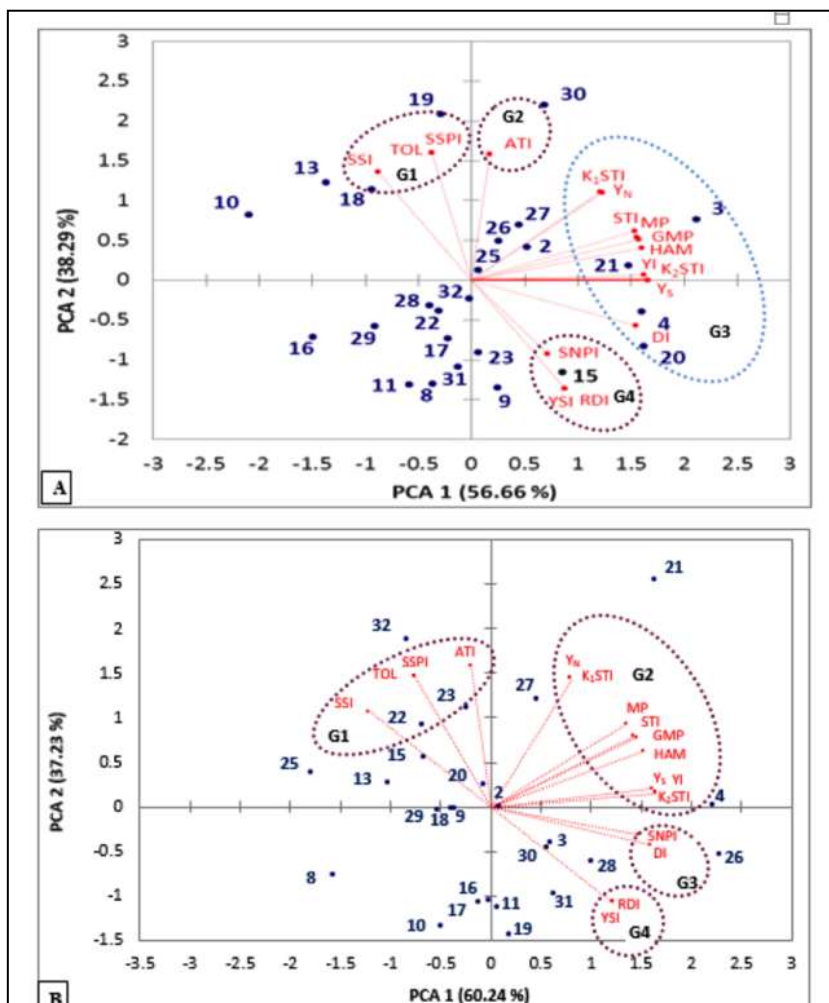 3
2.5
2
1.5
1
0.5
0
-0.5
-1
-1.5
-2
PCA 2 (38.29 %)
19
30
G2
SSPI
TOL
ATI
SSI
G1
13
18
10
K₁STI
Y_N
3
STI
MP
GMP
HAM
27
26
2
25
21
YI
K₂STI
Y_S
32
28
22
29
16
17
23
4
DI
20
G3
SNPI
15
31
11
8
9
YSI
RDI
G4
-3
-2.5
-2
-1.5
-1
-0.5
0
0.5
1
1.5
2
2.5
3
A
PCA 1 (56.66 %)
3
2.5
2
1.5
1
0.5
0
-0.5
-1
-1.5
PCA 2 (37.23 %)
21
32
SSPI
ATI
TOL
SSI
G1
23
22
15
25
13
20
2
27
Y_N
K₁STI
G2
MP
STI
GMP
HAM
Y_S YI
K₂STI
4
29
18
9
3
30
28
SNPI
DI
G3
26
8
16
17
11
31
10
19
RDI
YSI
G4
-3.5
-3
-2.5
-2
-1.5
-1
-0.5
0
0.5
1
1.5
2
2.5
3
B
PCA 1 (60.24 %)